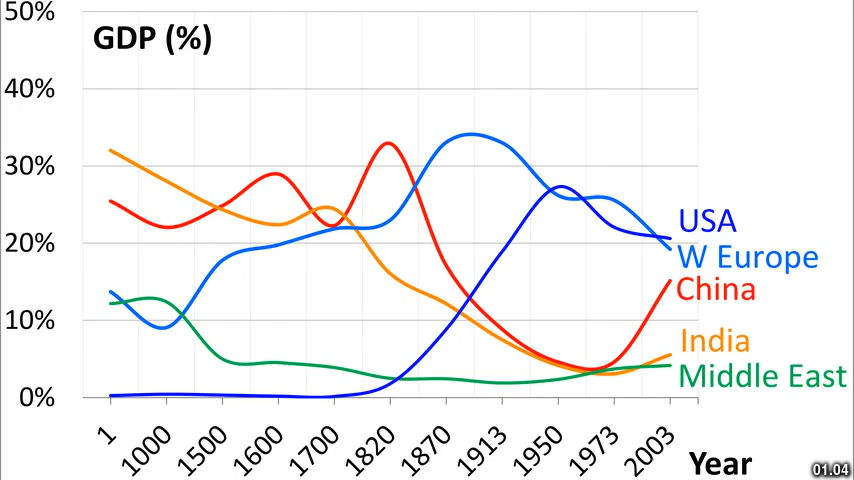 50%
GDP (%)
40%
30%
20%
10%
0%
USA
W Europe
China
India
Middle East
1
1000
1500
1600
1700
1820
1870
1913
1950
1973
2003
Year
01.04